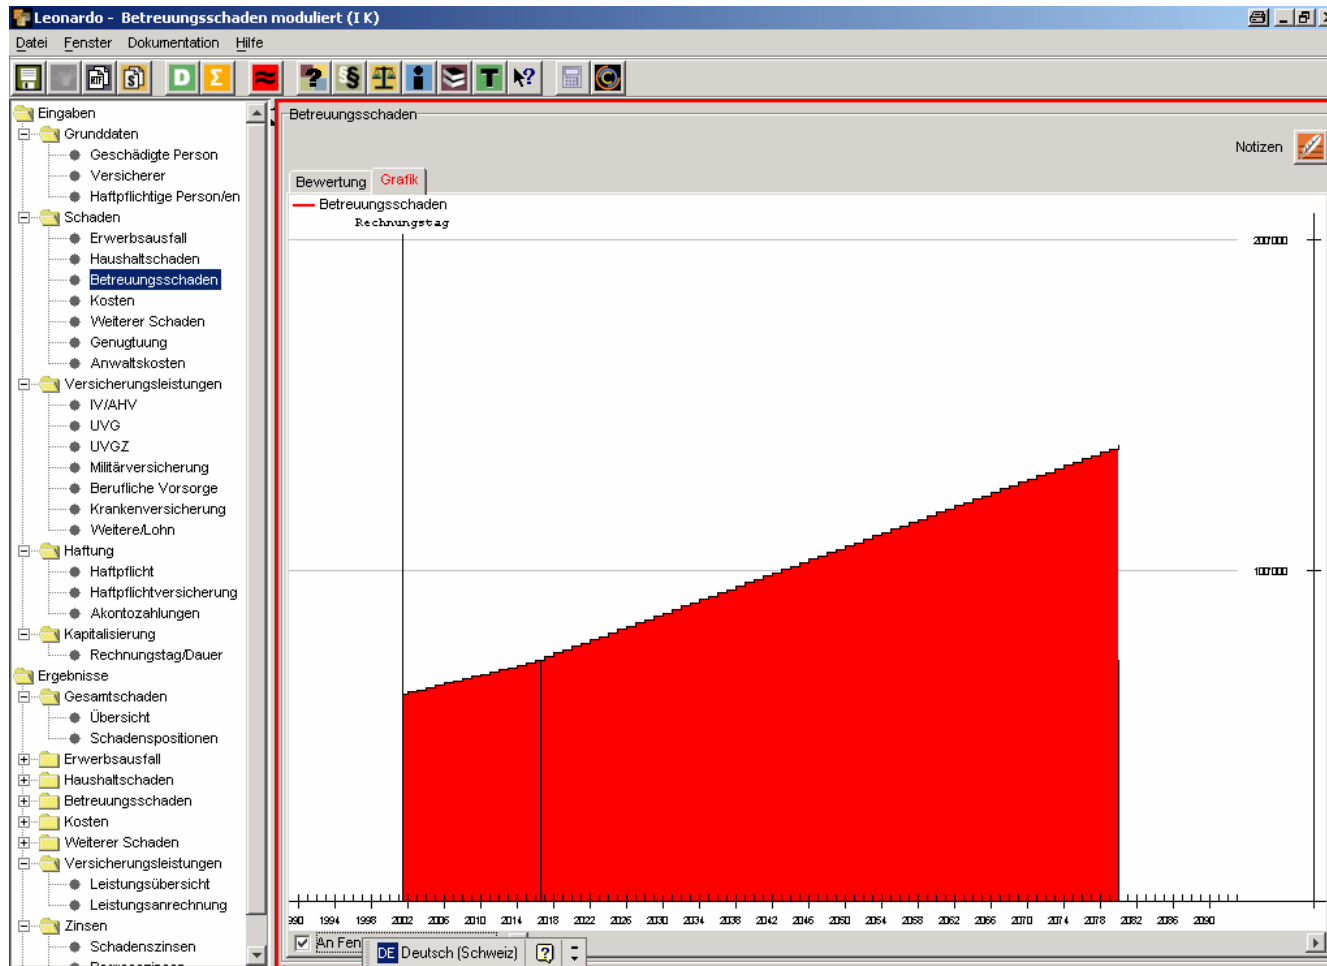 Leonardo - Betreuungsschaden moduliert (I K)
Datei Fenster Dokumentation Hilfe
Eingaben
Grunddaten
Geschädigte Person
Versicherer
Haftpflichtige Person/en
Schaden
Erwerbsausfall
Haushaltschaden
Betreuungsschaden
Kosten
Weiterer Schaden
Genugtuung
Anwaltskosten
Versicherungsleistungen
IV/AHV
UVG
UVGZ
Militärversicherung
Berufliche Vorsorge
Krankenversicherung
Weitere/Lohn
Haftung
Haftpflicht
Haftpflichtversicherung
Akontozahlungen
Kapitalisierung
Rechnungstag/Dauer
Ergebnisse
Gesamtschaden
Übersicht
Schadenspositionen
Erwerbsausfall
Haushaltschaden
Betreuungsschaden
Kosten
Weiterer Schaden
Versicherungsleistungen
Leistungsübersicht
Leistungsanrechnung
Zinsen
Schadenszinsen
Betreuungsschaden
Notizen
Bewertung Grafik
Betreuungsschaden
Rechnungstag
990 1994 1998 2002 2006 2010 2014 2018 2022 2026 2030 2034 2038 2042 2046 2050 2054 2058 2062 2066 2070 2074 2078 2082 2086 2090
An Fen
DE Deutsch (Schweiz)